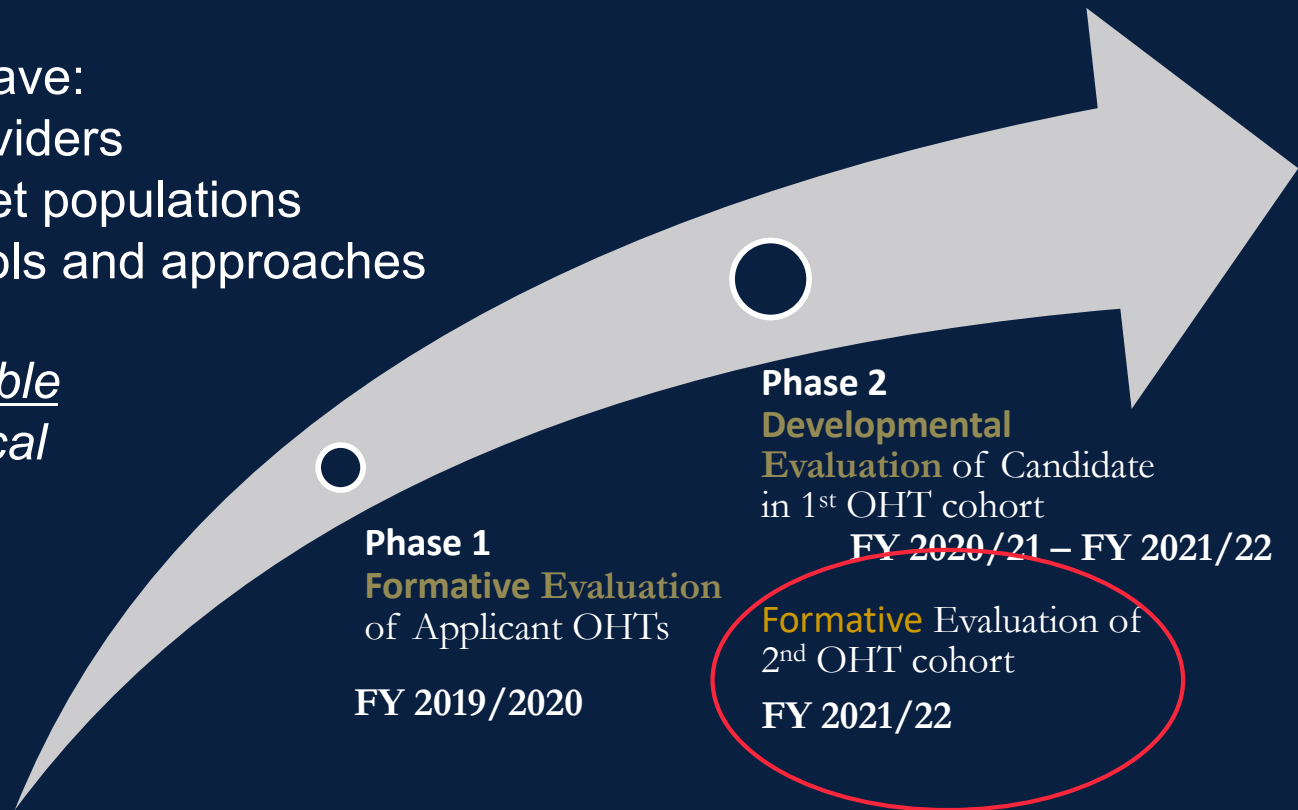 ave:
viders
et populations
ols and approaches
ble
cal
Phase 1
Formative Evaluation
of Applicant OHTs
FY 2019/2020
Phase 2
Developmental
Evaluation of Candidate
in 1st OHT cohort
FY 2020/21 – FY 2021/22
Formative Evaluation of
2nd OHT cohort
FY 2021/22